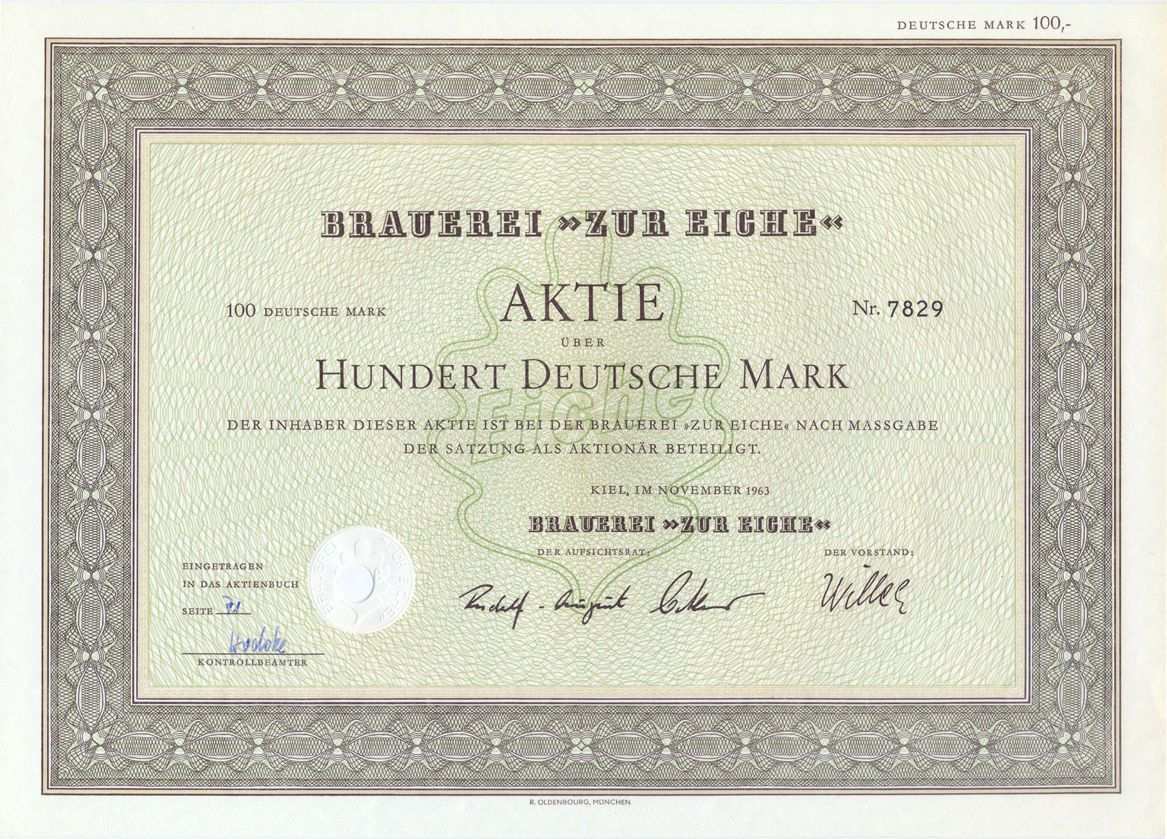 DEUTSCHE MARK 100,-
BRAUEREI »ZUR EICHE«
100 DEUTSCHE MARK
AKTIE
Nr. 7829
ÜBER
HUNDERT DEUTSCHE MARK
Eiche
DER INHABER DIESER AKTIE IST BEI DER BRAUEREI »ZUR EICHE« NACH MASSGABE
DER SATZUNG ALS AKTIONÄR BETEILIGT.
KIEL, IM NOVEMBER 1963
BRAUEREI »ZUR EICHE«
DER AUFSICHTSRAT:
DER VORSTAND:
EINGETRAGEN
IN DAS AKTIENBUCH
SEITE
Rudolf-August
KONTROLLBEAMTER
R. OLDENBOURG, MÜNCHEN